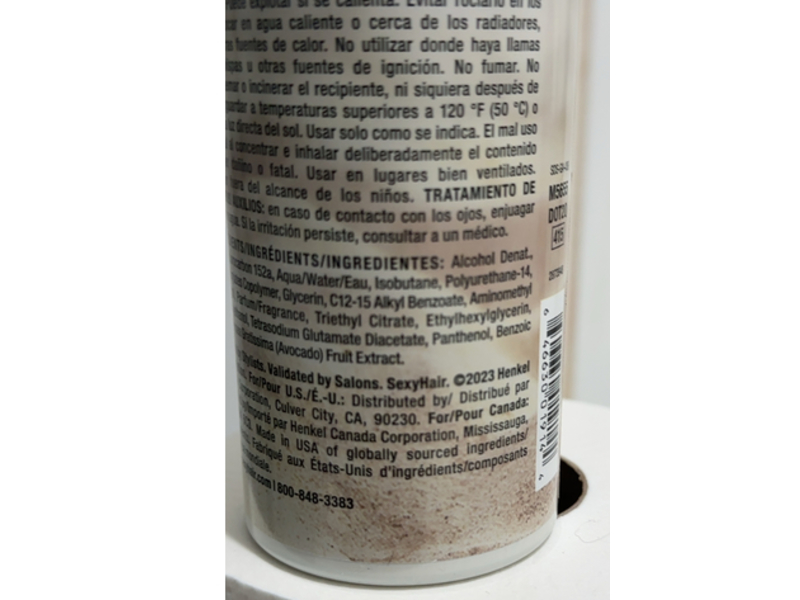 explotar si se calienta. Evitar rociarlo en los
en agua caliente o cerca de los radiadores,
fuentes de calor. No utilizar donde haya llamas
u otras fuentes de ignición. No fumar. No
o incinerar el recipiente, ni siquiera después de
a temperaturas superiores a 120 °F (50 °C) o
directa del sol. Usar solo como se indica. El mal uso
al concentrar e inhalar deliberadamente el contenido
o fatal. Usar en lugares bien ventilados.
del alcance de los niños. TRATAMIENTO DE
AUXILIOS: en caso de contacto con los ojos, enjuagar
Si la irritación persiste, consultar a un médico.
INGRÉDIENTS/INGREDIENTES: Alcohol Denat.,
152a, Aqua/Water/Eau, Isobutane, Polyurethane-14,
Copolymer, Glycerin, C12-15 Alkyl Benzoate, Aminomethyl
Parfum/Fragrance, Triethyl Citrate, Ethylhexylglycerin,
Tetrasodium Glutamate Diacetate, Panthenol, Benzoic
Gratissima (Avocado) Fruit Extract.
Stylists. Validated by Salons. SexyHair. ©2023 Henkel
For/Pour U.S./É.-U.: Distributed by/ Distribué par
Culver City, CA, 90230. For/Pour Canada:
par Henkel Canada Corporation, Mississauga,
Made in USA of globally sourced ingredients/
Fabriqué aux États-Unis d'ingrédients/composants
800-848-3383
415